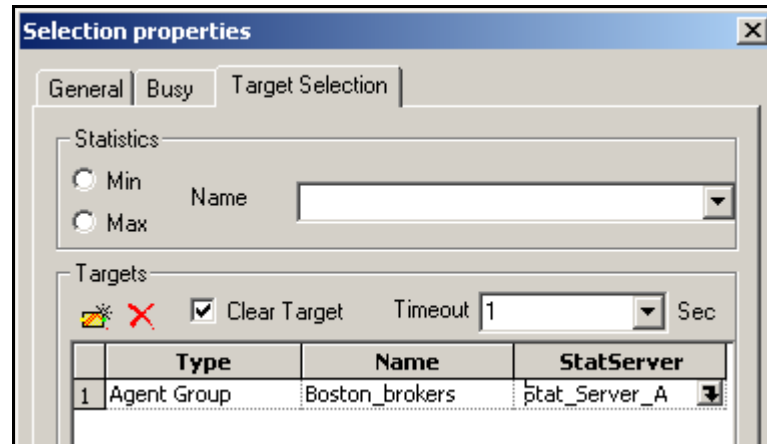 Selection properties
General Busy Target Selection
Statistics
Min
Name
Max
Targets
Clear Target Timeout 1 Sec
Type Name StatServer
1 Agent Group Boston_brokers Stat_Server_A